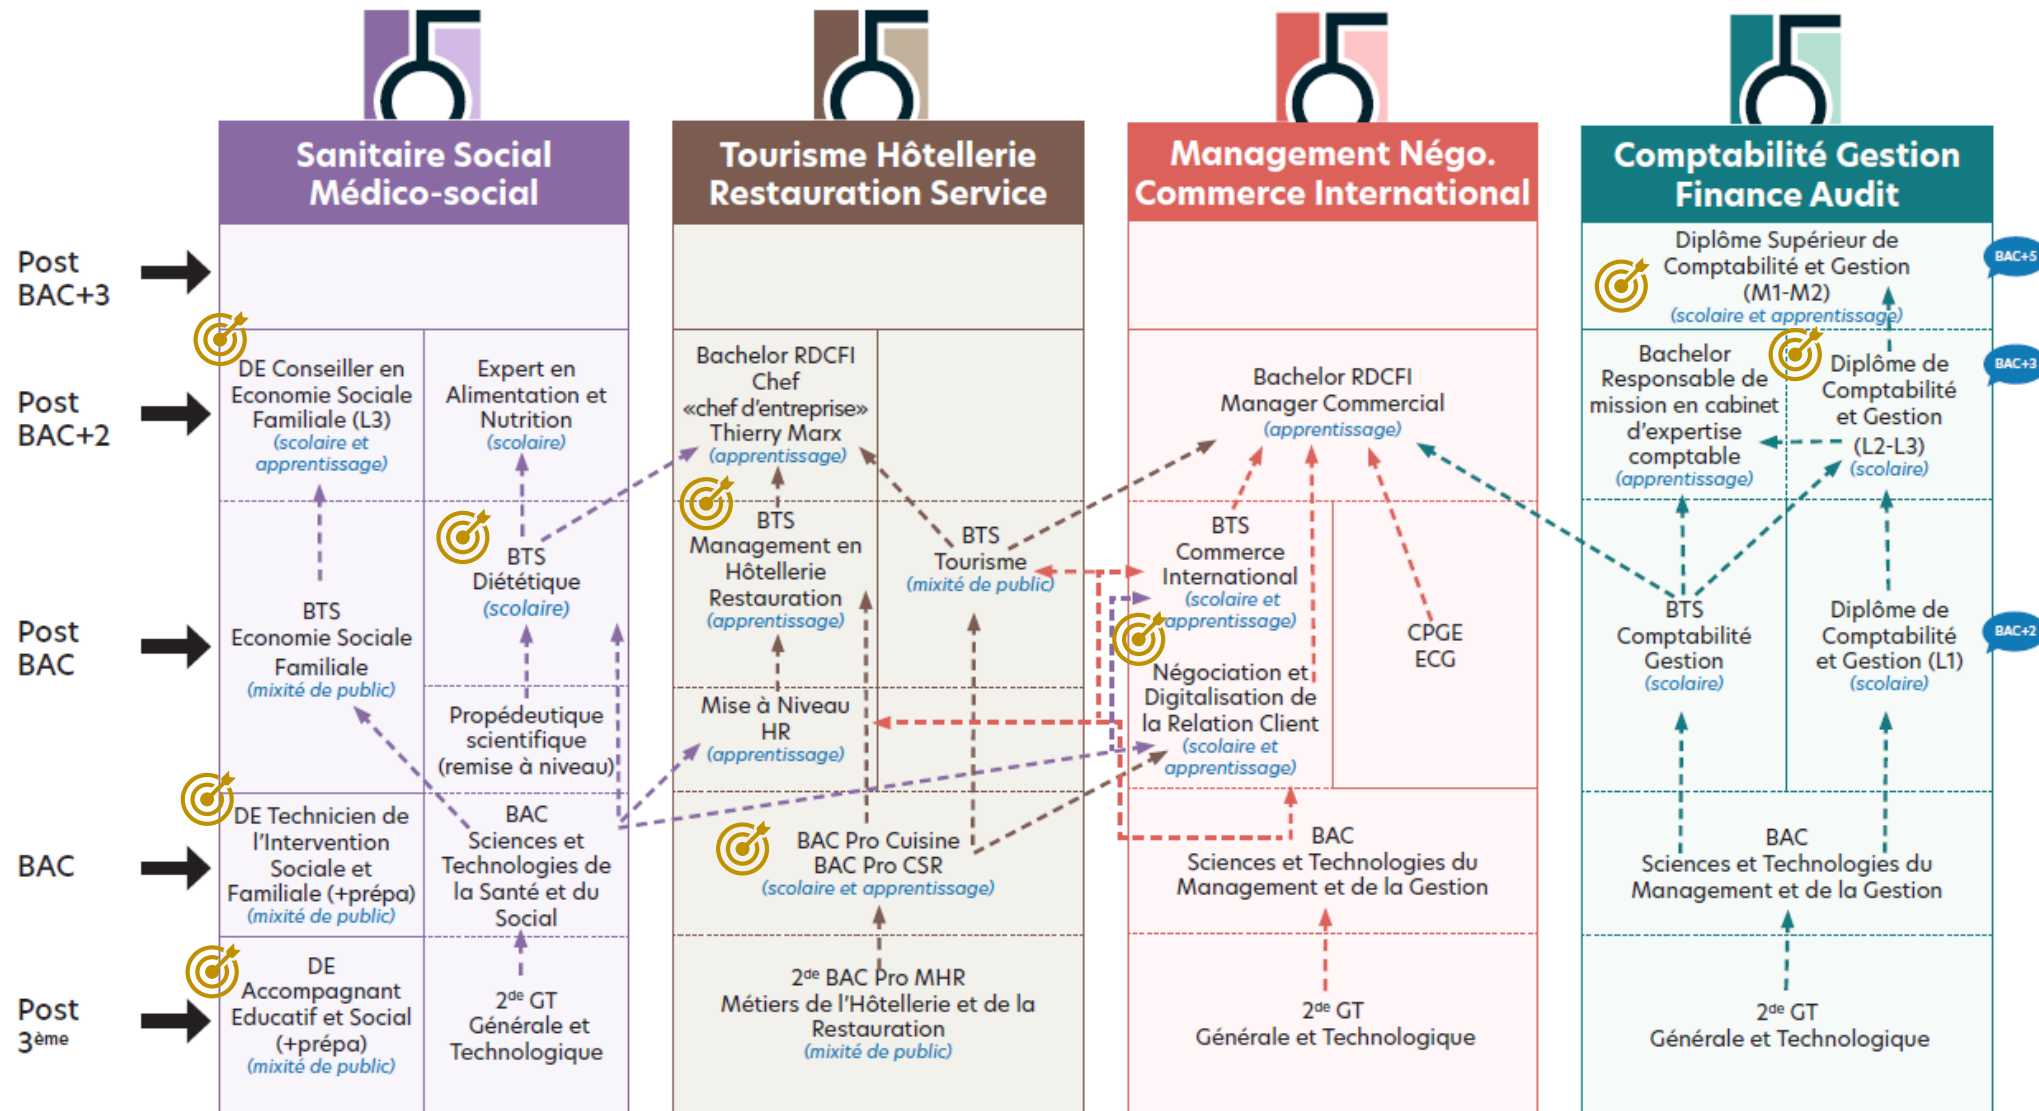 Sanitaire Social
Médico-social
Tourisme Hôtellerie
Restauration Service
Management Négo.
Commerce International
Comptabilité Gestion
Finance Audit
Post
BAC+3
Diplôme Supérieur de
Comptabilité et Gestion
(M1-M2)
(scolaire et apprentissage)
BAC+5
Post
BAC+2
DE Conseiller en
Economie Sociale
Familiale (L3)
(scolaire et
apprentissage)
Expert en
Alimentation et
Nutrition
(scolaire)
Bachelor RDCFI
Chef
«chef d'entreprise»
Thierry Marx
(apprentissage)
Bachelor RDCFI
Manager Commercial
(apprentissage)
Bachelor
Responsable de
mission en cabinet
d'expertise
comptable
(apprentissage)
Diplôme de
Comptabilité
et Gestion
(L2-L3)
(scolaire)
BAC+3
Post
BAC
BTS
Economie Sociale
Familiale
(mixité de public)
BTS
Diététique
(scolaire)
Propédeutique
scientifique
(remise à niveau)
BTS
Management en
Hôtellerie
Restauration
(apprentissage)
Mise à Niveau
HR
(apprentissage)
BTS
Tourisme
(mixité de public)
BTS
Commerce
International
(scolaire et
apprentissage)
Négociation et
Digitalisation de
la Relation Client
(scolaire et
apprentissage)
CPGE
ECG
BTS
Comptabilité
Gestion
(scolaire)
Diplôme de
Comptabilité
et Gestion (L1)
(scolaire)
BAC+2
BAC
DE Technicien de
l'Intervention
Sociale et
Familiale (+prépa)
(mixité de public)
BAC
Sciences et
Technologies de
la Santé et du
Social
BAC Pro Cuisine
BAC Pro CSR
(scolaire et apprentissage)
BAC
Sciences et Technologies du
Management et de la Gestion
BAC
Sciences et Technologies du
Management et de la Gestion
Post
3ème
DE
Accompagnant
Educatif et Social
(+prépa)
(mixité de public)
2de GT
Générale et
Technologique
2de BAC Pro MHR
Métiers de l'Hôtellerie et de la
Restauration
(mixité de public)
2de GT
Générale et Technologique
2de GT
Générale et Technologique